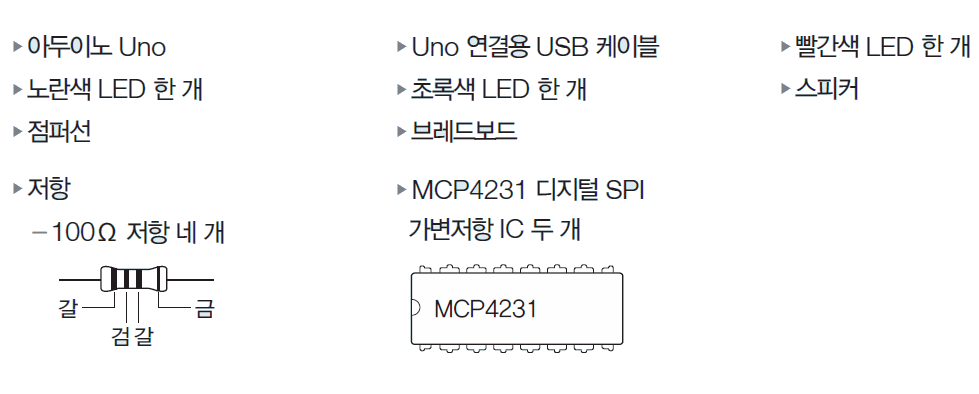 ▸ 아두이노 Uno
▸ Uno 연결용 USB 케이블
▸ 빨간색 LED 한 개
▸ 노란색 LED 한 개
▸ 초록색 LED 한 개
▸ 스피커
▸ 점퍼선
▸ 브레드보드
▸ 저항
– 100Ω 저항 네 개
▸ MCP4231 디지털 SPI
가변저항 IC 두 개
갈
금
검 갈
MCP4231